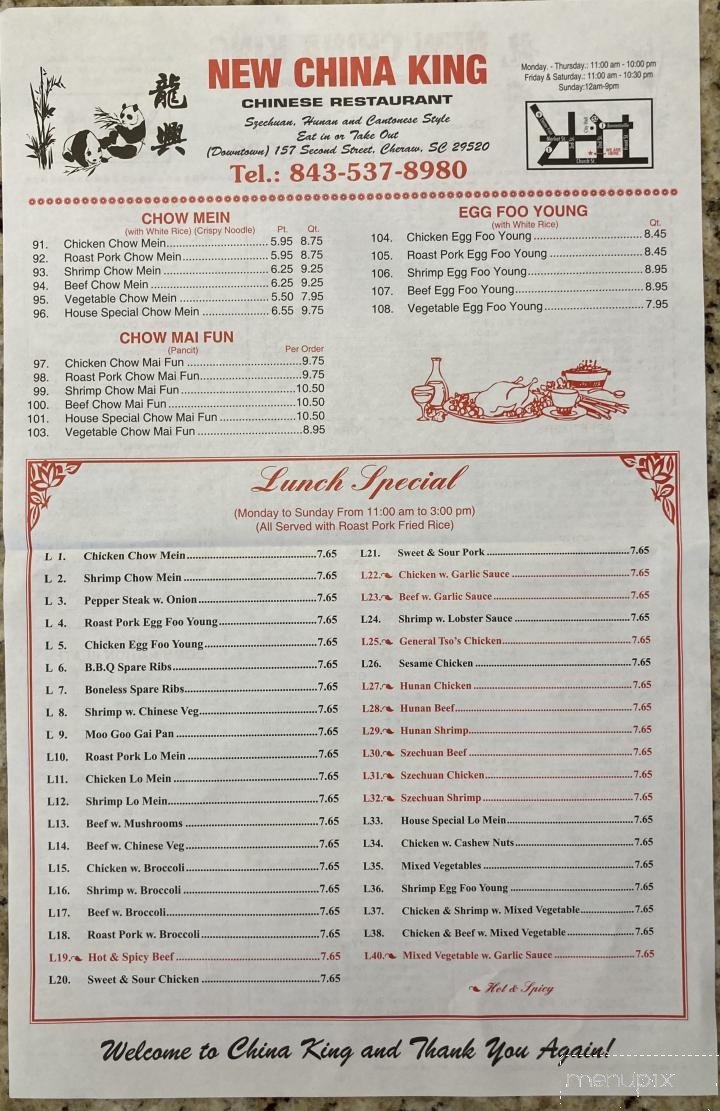 龍
興
NEW CHINA KING
CHINESE RESTAURANT
Szechuan, Hunan and Cantonese Style
Eat in or Take Out
(Downtown) 157 Second Street, Cheraw, SC 29520
Tel.: 843-537-8980
Monday. - Thursday.: 11:00 am - 10:00 pm
Friday & Saturday.: 11:00 am - 10:30 pm
Sunday:12am-9pm
Market St.
Church St.
CHOW MEIN
(with White Rice) (Crispy Noodle) Pt. Qt.
91. Chicken Chow Mein 5.95 8.75
92. Roast Pork Chow Mein 5.95 8.75
93. Shrimp Chow Mein 6.25 9.25
94. Beef Chow Mein 6.25 9.25
95. Vegetable Chow Mein 5.50 7.95
96. House Special Chow Mein 6.55 9.75
CHOW MAI FUN
(Pancit) Per Order
97. Chicken Chow Mai Fun 9.75
98. Roast Pork Chow Mai Fun 9.75
99. Shrimp Chow Mai Fun 10.50
100. Beef Chow Mai Fun 10.50
101. House Special Chow Mai Fun 10.50
103. Vegetable Chow Mai Fun 8.95
EGG FOO YOUNG
(with White Rice) Qt.
104. Chicken Egg Foo Young 8.45
105. Roast Pork Egg Foo Young 8.45
106. Shrimp Egg Foo Young 8.95
107. Beef Egg Foo Young 8.95
108. Vegetable Egg Foo Young 7.95
Lunch Special
(Monday to Sunday From 11:00 am to 3:00 pm)
(All Served with Roast Pork Fried Rice)
L 1. Chicken Chow Mein 7.65
L 2. Shrimp Chow Mein 7.65
L 3. Pepper Steak w. Onion 7.65
L 4. Roast Pork Egg Foo Young 7.65
L 5. Chicken Egg Foo Young 7.65
L 6. B.B.Q Spare Ribs 7.65
L 7. Boneless Spare Ribs 7.65
L 8. Shrimp w. Chinese Veg 7.65
L 9. Moo Goo Gai Pan 7.65
L10. Roast Pork Lo Mein 7.65
L11. Chicken Lo Mein 7.65
L12. Shrimp Lo Mein 7.65
L13. Beef w. Mushrooms 7.65
L14. Beef w. Chinese Veg 7.65
L15. Chicken w. Broccoli 7.65
L16. Shrimp w. Broccoli 7.65
L17. Beef w. Broccoli 7.65
L18. Roast Pork w. Broccoli 7.65
L19. Hot & Spicy Beef 7.65
L20. Sweet & Sour Chicken 7.65
L21. Sweet & Sour Pork 7.65
L22. Chicken w. Garlic Sauce 7.65
L23. Beef w. Garlic Sauce 7.65
L24. Shrimp w. Lobster Sauce 7.65
L25. General Tso's Chicken 7.65
L26. Sesame Chicken 7.65
L27. Hunan Chicken 7.65
L28. Hunan Beef 7.65
L29. Hunan Shrimp 7.65
L30. Szechuan Beef 7.65
L31. Szechuan Chicken 7.65
L32. Szechuan Shrimp 7.65
L33. House Special Lo Mein 7.65
L34. Chicken w. Cashew Nuts 7.65
L35. Mixed Vegetables 7.65
L36. Shrimp Egg Foo Young 7.65
L37. Chicken & Shrimp w. Mixed Vegetable 7.65
L38. Chicken & Beef w. Mixed Vegetable 7.65
L40. Mixed Vegetable w. Garlic Sauce 7.65
Hot & Spicy
Welcome to China King and Thank You Again!
menupix